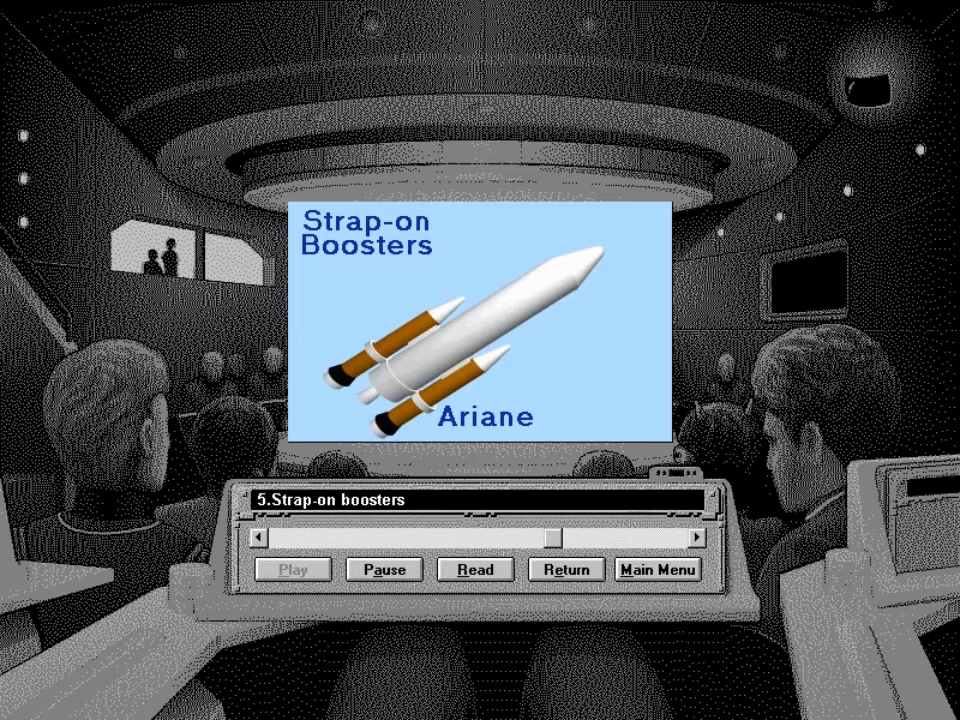 Strap-on
Boosters
Ariane
5.Strap-on boosters
Play Pause Read Return Main Menu